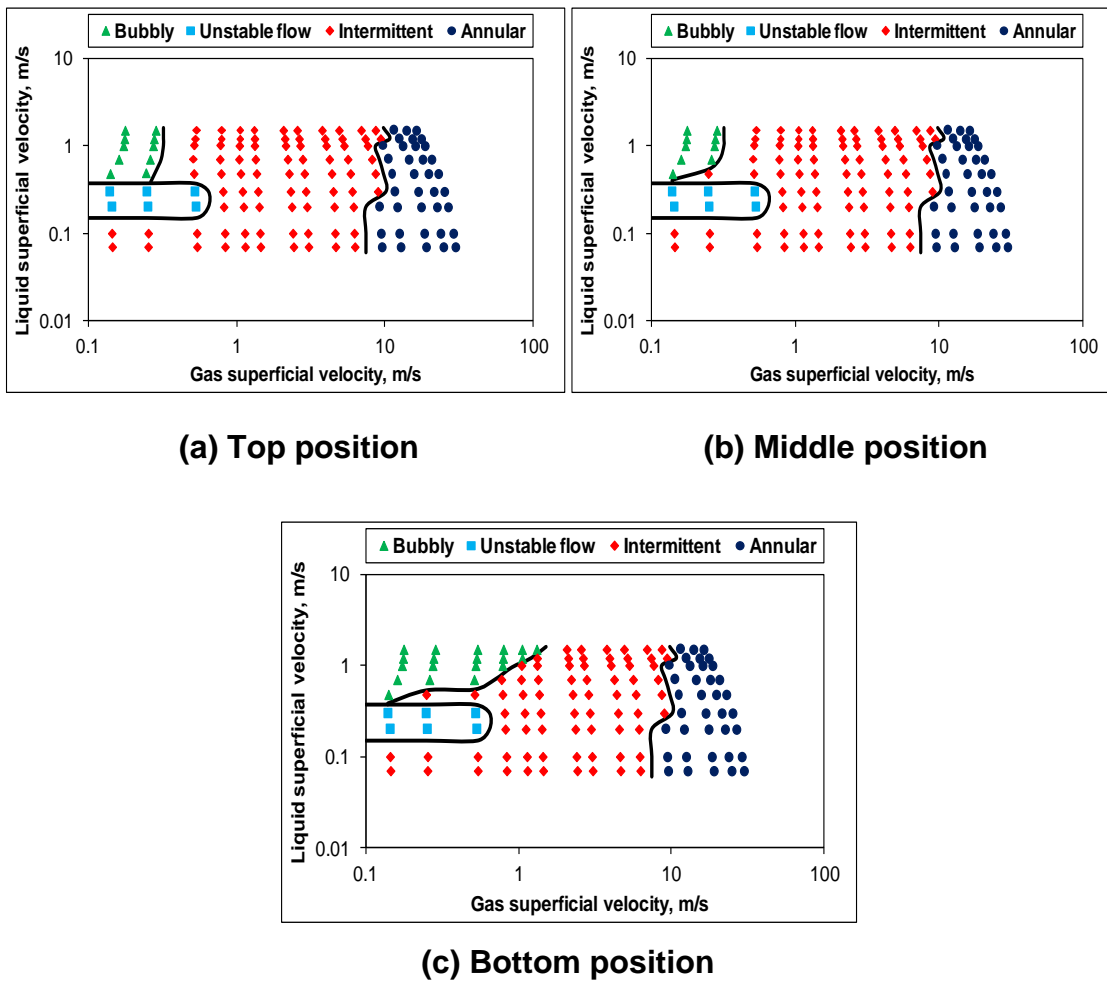 Bubbly Unstable flow Intermittent Annular
Liquid superficial velocity, m/s
10
1
0.1
0.01
0.1 1 10 100
Gas superficial velocity, m/s
(a) Top position
Bubbly Unstable flow Intermittent Annular
Liquid superficial velocity, m/s
10
1
0.1
0.01
0.1 1 10 100
Gas superficial velocity, m/s
(b) Middle position
Bubbly Unstable flow Intermittent Annular
Liquid superficial velocity, m/s
10
1
0.1
0.01
0.1 1 10 100
Gas superficial velocity, m/s
(c) Bottom position